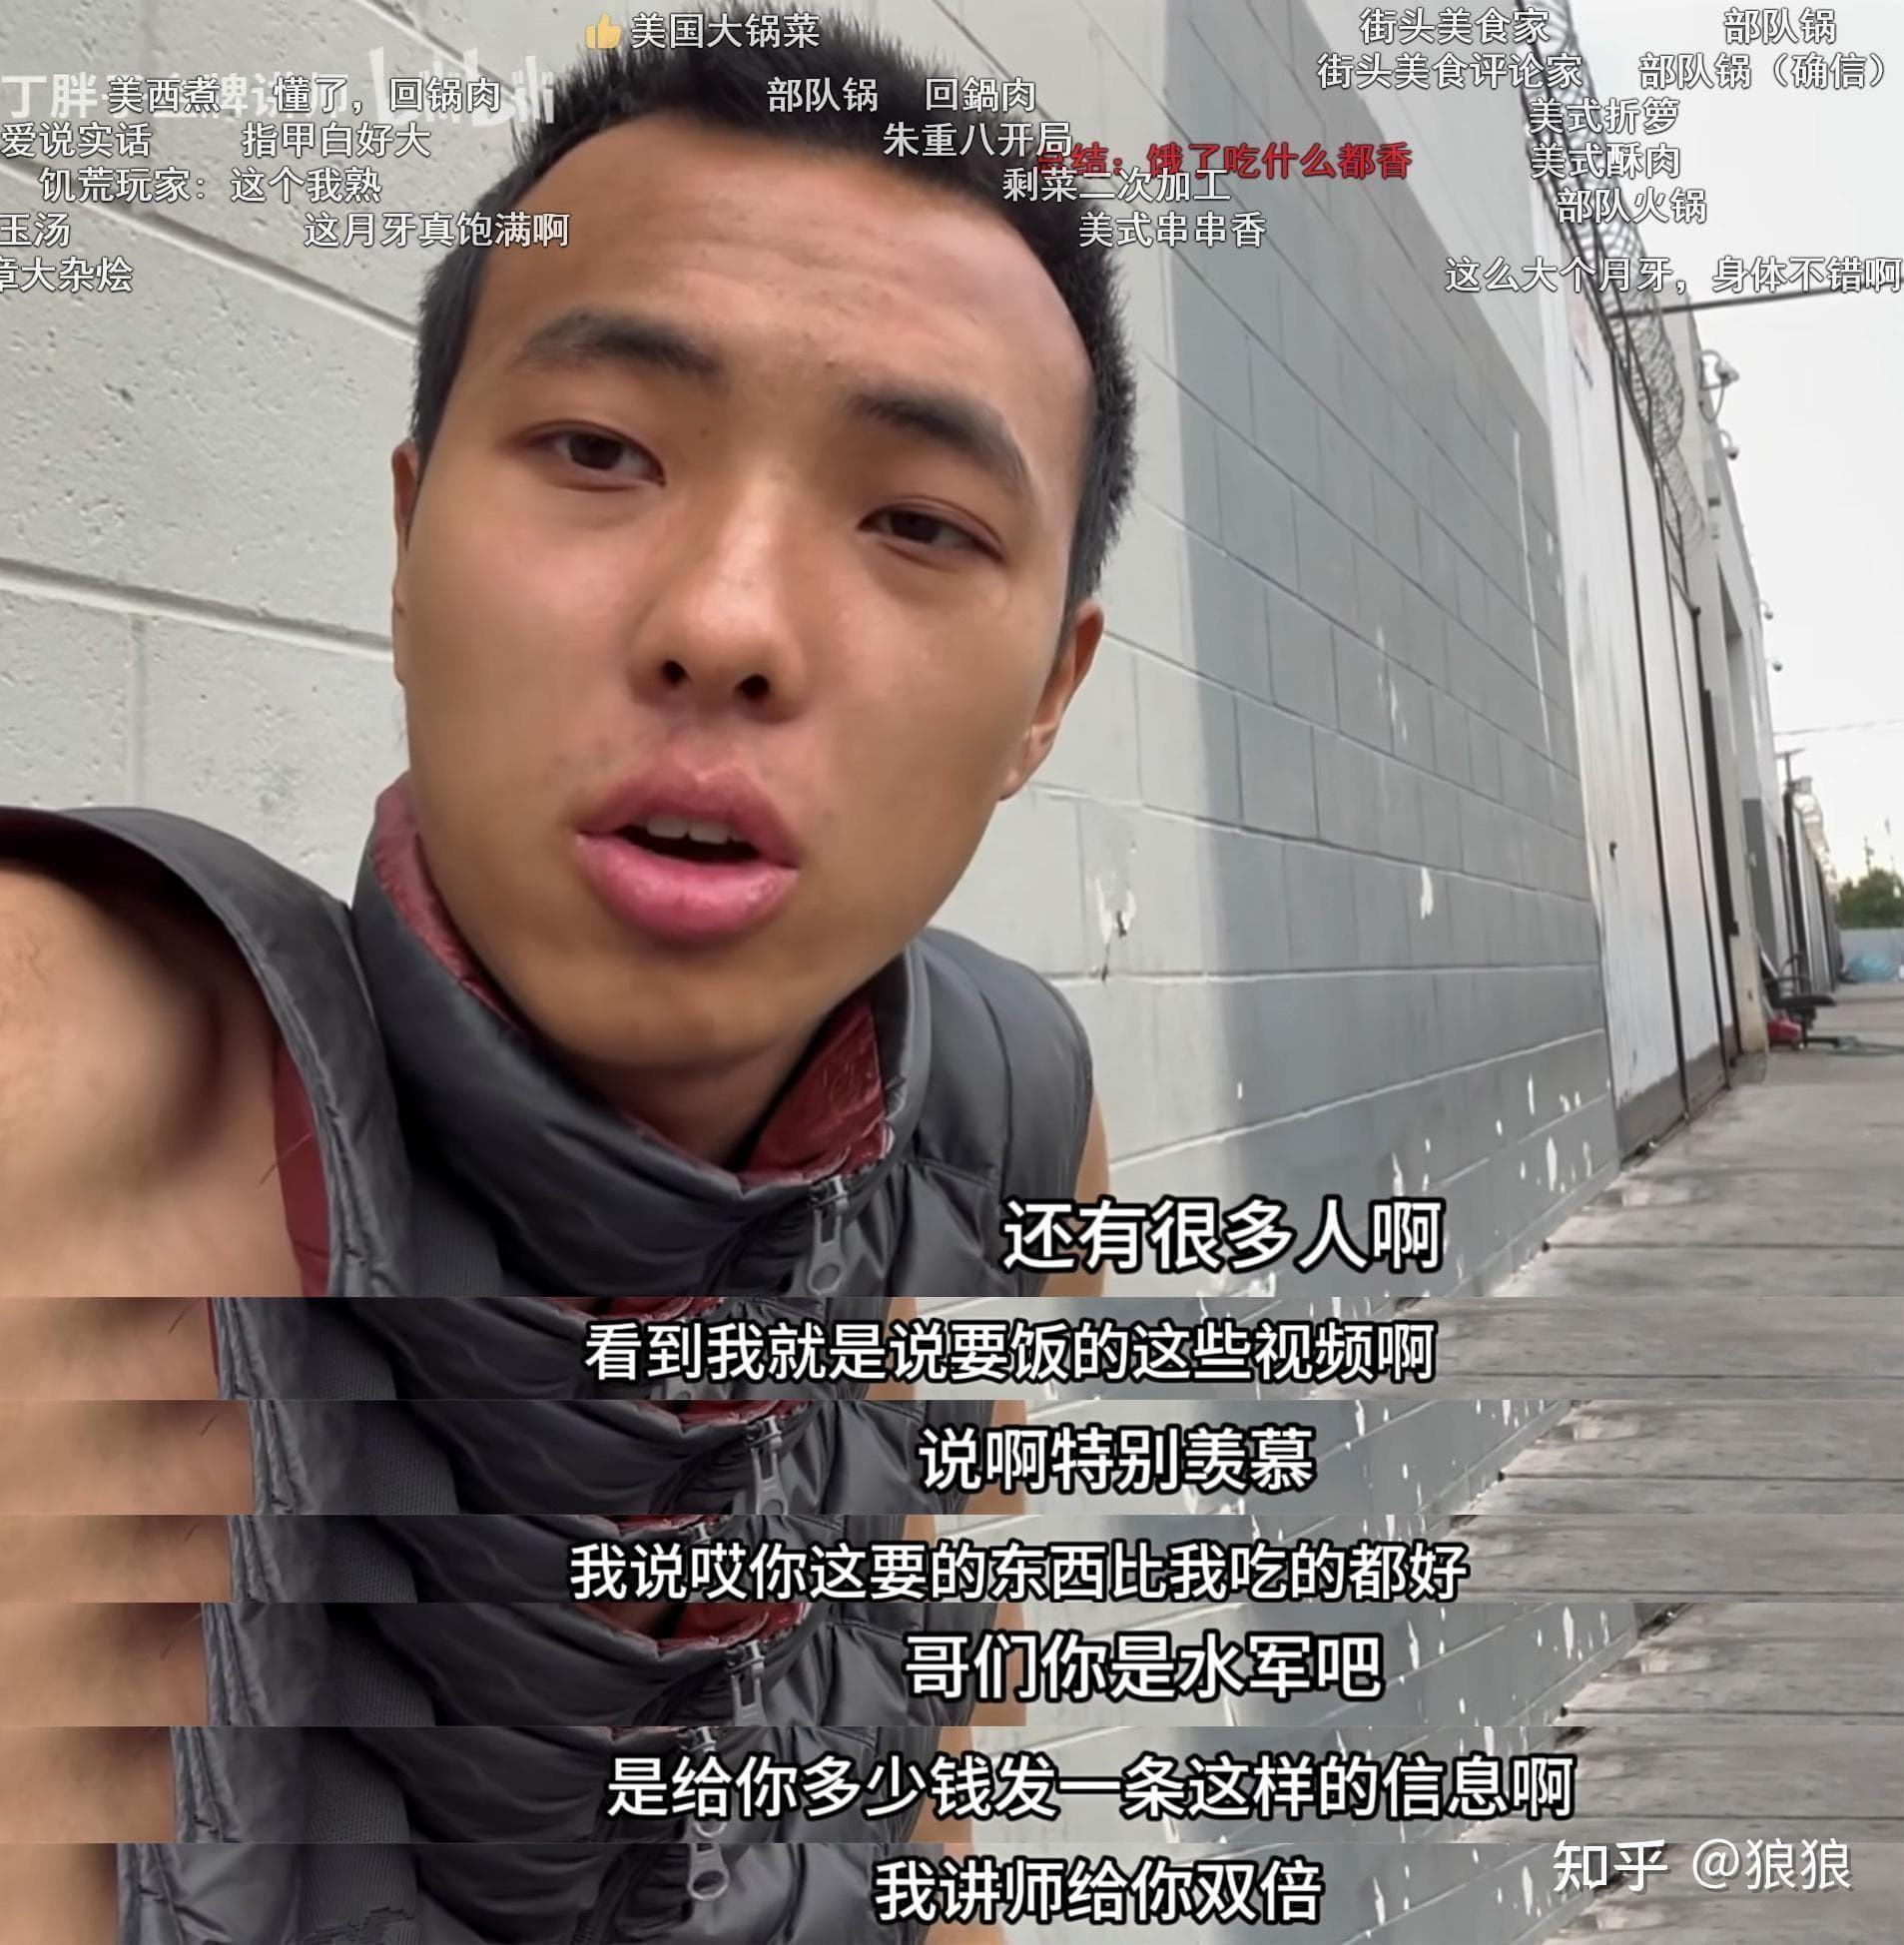 美国大锅菜
街头美食家
部队锅
丁胖
美西煮
懂了，回锅肉
部队锅
回鍋肉
街头美食评论家
部队锅（确信）
爱说实话
指甲白好大
朱重八开局
美式折箩
结：饿了吃什么都香
美式酥肉
饥荒玩家：这个我熟
剩菜二次加工
部队火锅
玉汤
这月牙真饱满啊
美式串串香
章大杂烩
这么大个月牙，身体不错啊
还有很多人啊
看到我就是说要饭的这些视频啊
说啊特别羡慕
我说哎你这要的东西比我吃的都好
哥们你是水军吧
是给你多少钱发一条这样的信息啊
我讲师给你双倍
知乎 @狼狼